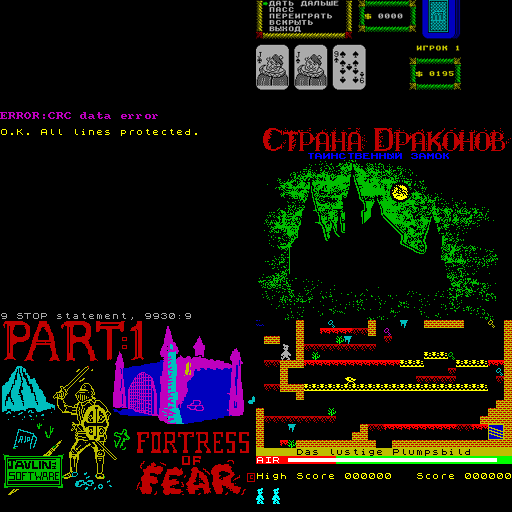 ДАТЬ ДАЛЬШЕ
ПАСС
ПЕРЕИГРАТЬ
ВСКРЫТЬ
ВЫХОД
$ 0000
ИГРОК 1
$ 0195
ERROR:CRC data error
O.K. All lines protected.
9 STOP statement, 9930:9
СТРАНА ДРАКОНОВ
ТАИНСТВЕННЫЙ ЗАМОК
PART:1
FORTRESS
OF
FEAR
JAVLIN
SOFTWARE
Das lustige Plumpsbild
AIR
High Score 000000 Score 000000